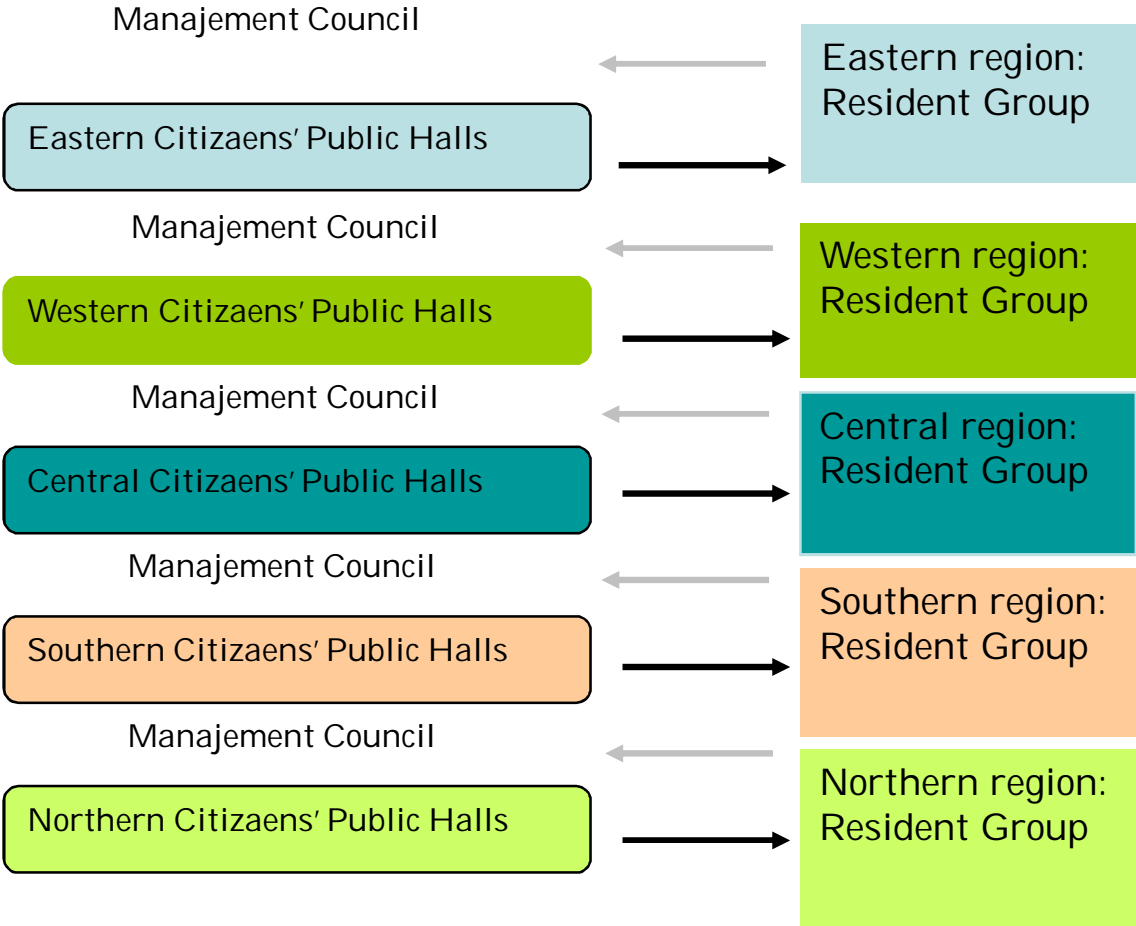 Manajement Council
Eastern region:
Resident Group
Eastern Citizaens' Public Halls
Manajement Council
Western region:
Resident Group
Western Citizaens' Public Halls
Manajement Council
Central region:
Resident Group
Central Citizaens' Public Halls
Manajement Council
Southern region:
Resident Group
Southern Citizaens' Public Halls
Manajement Council
Northern region:
Resident Group
Northern Citizaens' Public Halls